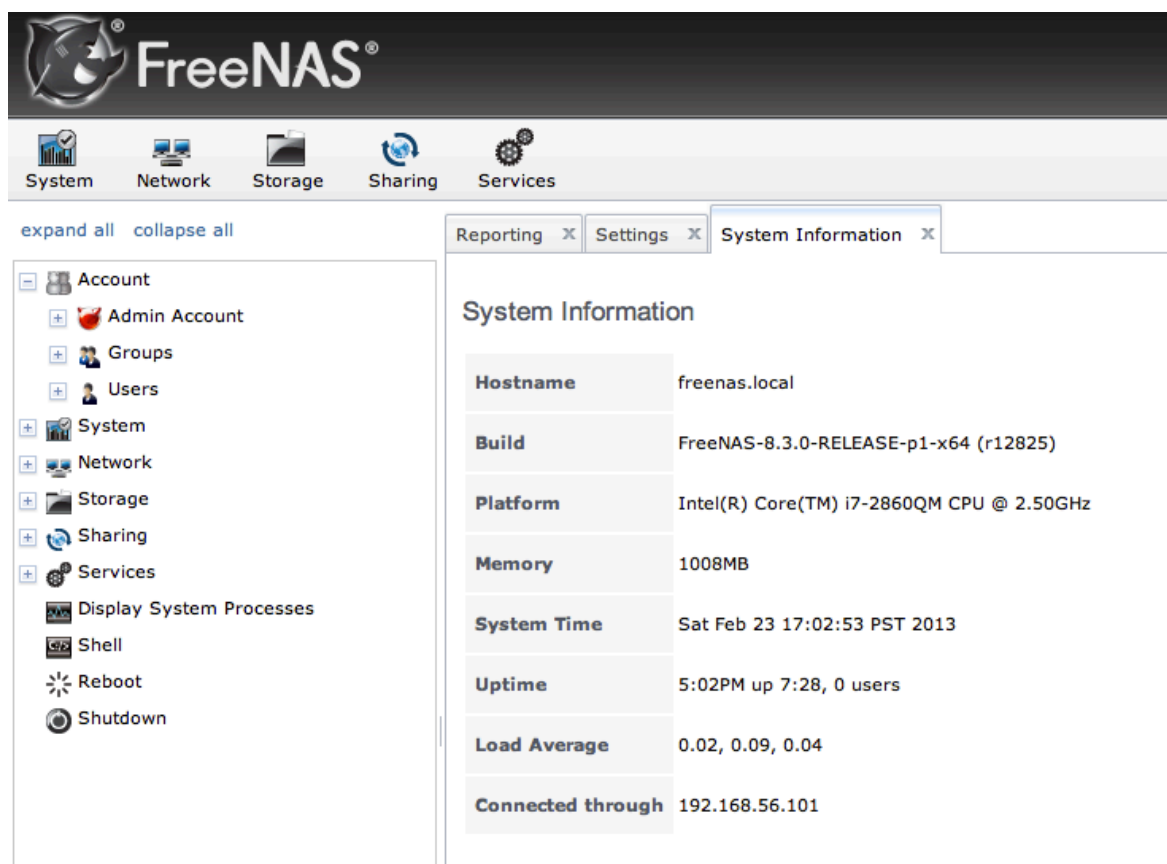 FreeNAS®
System Network Storage Sharing Services
expand all collapse all
Account
Admin Account
Groups
Users
System
Network
Storage
Sharing
Services
Display System Processes
Shell
Reboot
Shutdown
Reporting X Settings X System Information X
System Information
Hostname freenas.local
Build FreeNAS-8.3.0-RELEASE-p1-x64 (r12825)
Platform Intel(R) Core(TM) i7-2860QM CPU @ 2.50GHz
Memory 1008MB
System Time Sat Feb 23 17:02:53 PST 2013
Uptime 5:02PM up 7:28, 0 users
Load Average 0.02, 0.09, 0.04
Connected through 192.168.56.101